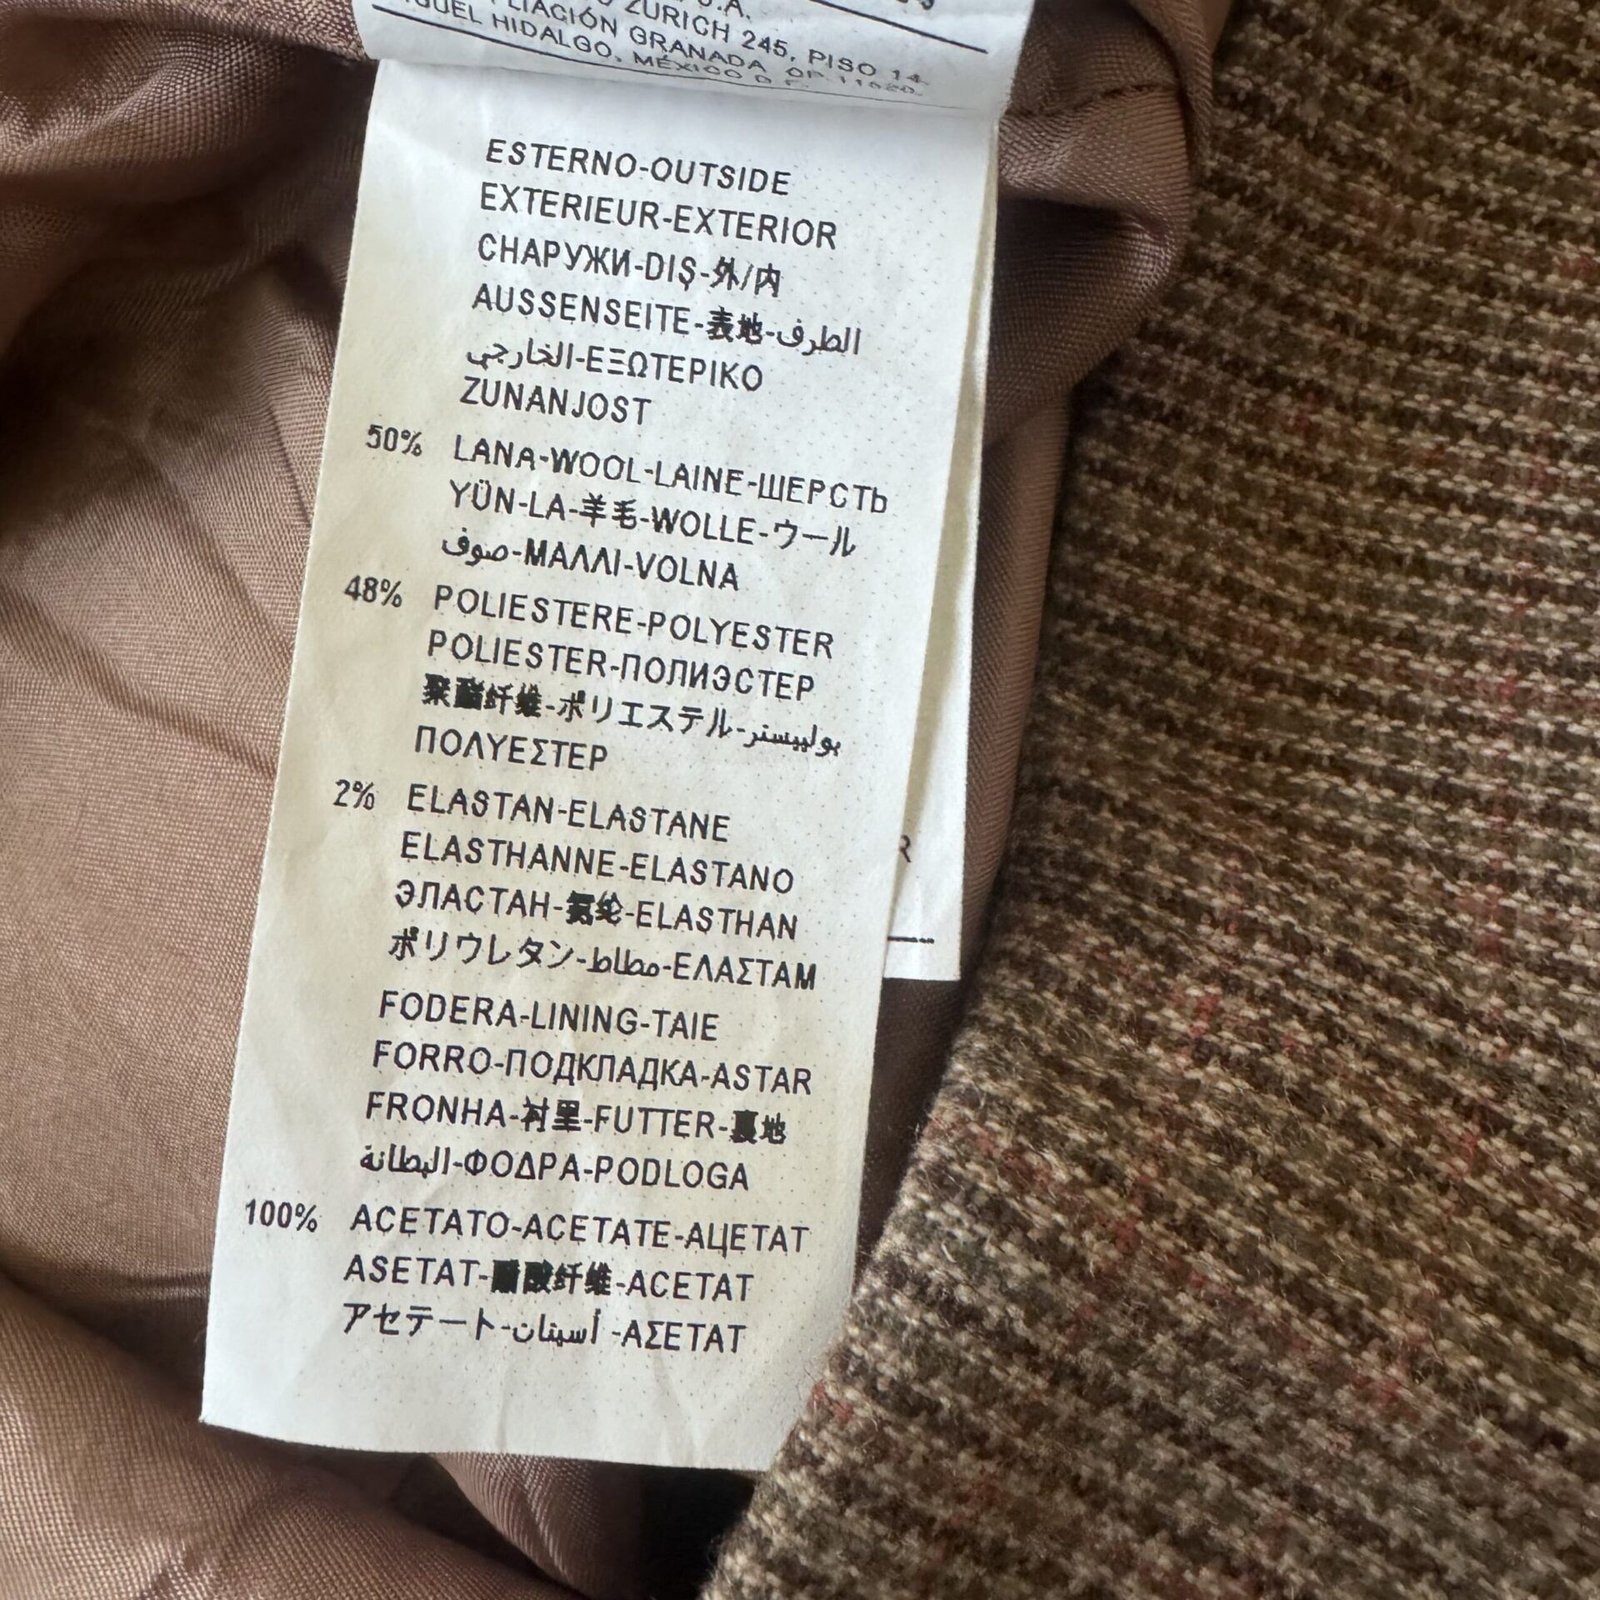 S.A.
ZURICH 245, PISO 14
PLIACIÓN GRANADA CP 11520.
MIGUEL HIDALGO, MÉXICO D.F.
ESTERNO-OUTSIDE
EXTERIEUR-EXTERIOR
СНАРУЖИ-DIŞ-外/内
AUSSENSEITE-表地-الطرف
الخارجي-ΕΞΩΤΕΡΙΚΟ
ZUNANJOST
50% LANA-WOOL-LAINE-ШЕРСТЬ
YÜN-LA-羊毛-WOLLE-ウール
صوف-ΜΑΛΛΙ-VOLNA
48% POLIESTERE-POLYESTER
POLIESTER-ПОЛИЭСТЕР
聚酯纤维-ポリエステル-بوليستر
ΠΟΛΥΕΣΤΕΡ
2% ELASTAN-ELASTANE
ELASTHANNE-ELASTANO
ЭЛАСТАН-氨纶-ELASTHAN
ポリウレタン-مطاط-ΕΛΑΣΤΑΜ
FODERA-LINING-TAIE
FORRO-ПОДКЛАДКА-ASTAR
FRONHA-衬里-FUTTER-裏地
البطانة-ΦΟΔΡΑ-PODLOGA
100% ACETATO-ACETATE-АЦЕТАТ
ASETAT-醋酸纤维-ACETAT
アセテート-أسيتات -ΑΣΕΤΑΤ
R